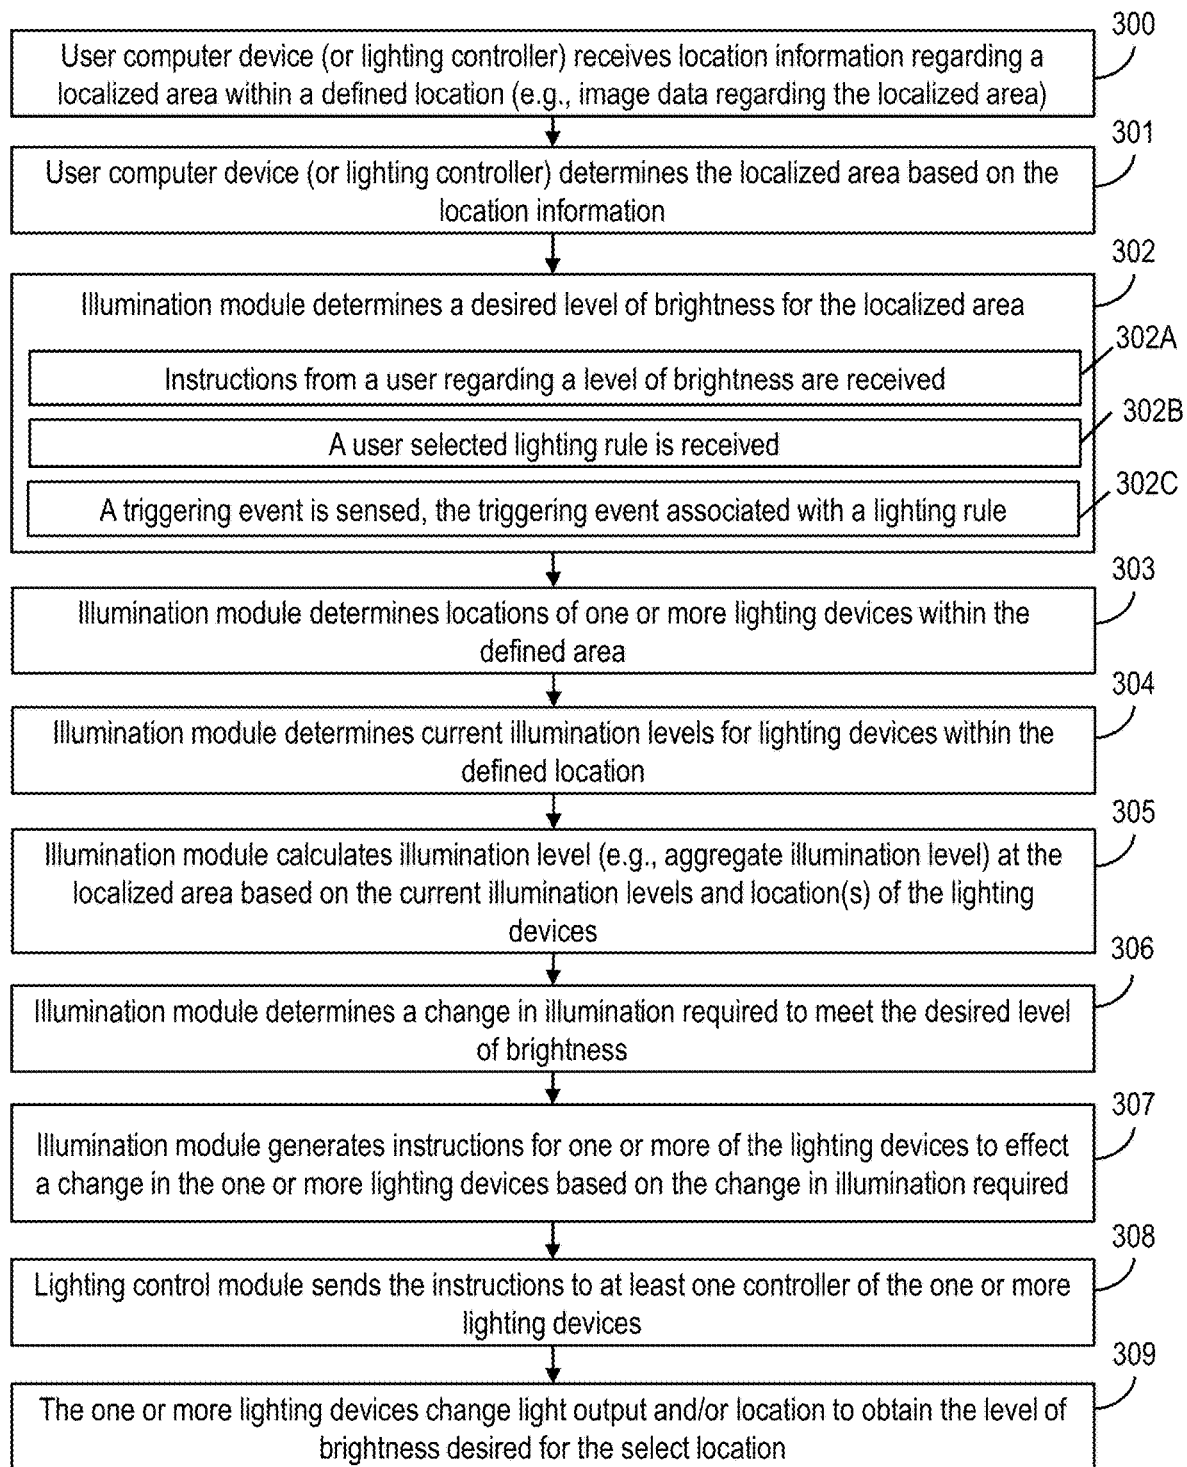 300
User computer device (or lighting controller) receives location information regarding a
localized area within a defined location (e.g., image data regarding the localized area)
301
User computer device (or lighting controller) determines the localized area based on the
location information
302
Illumination module determines a desired level of brightness for the localized area
302A
Instructions from a user regarding a level of brightness are received
302B
A user selected lighting rule is received
302C
A triggering event is sensed, the triggering event associated with a lighting rule
303
Illumination module determines locations of one or more lighting devices within the
defined area
304
Illumination module determines current illumination levels for lighting devices within the
defined location
305
Illumination module calculates illumination level (e.g., aggregate illumination level) at the
localized area based on the current illumination levels and location(s) of the lighting
devices
306
Illumination module determines a change in illumination required to meet the desired level
of brightness
307
Illumination module generates instructions for one or more of the lighting devices to effect
a change in the one or more lighting devices based on the change in illumination required
308
Lighting control module sends the instructions to at least one controller of the one or more
lighting devices
309
The one or more lighting devices change light output and/or location to obtain the level of
brightness desired for the select location